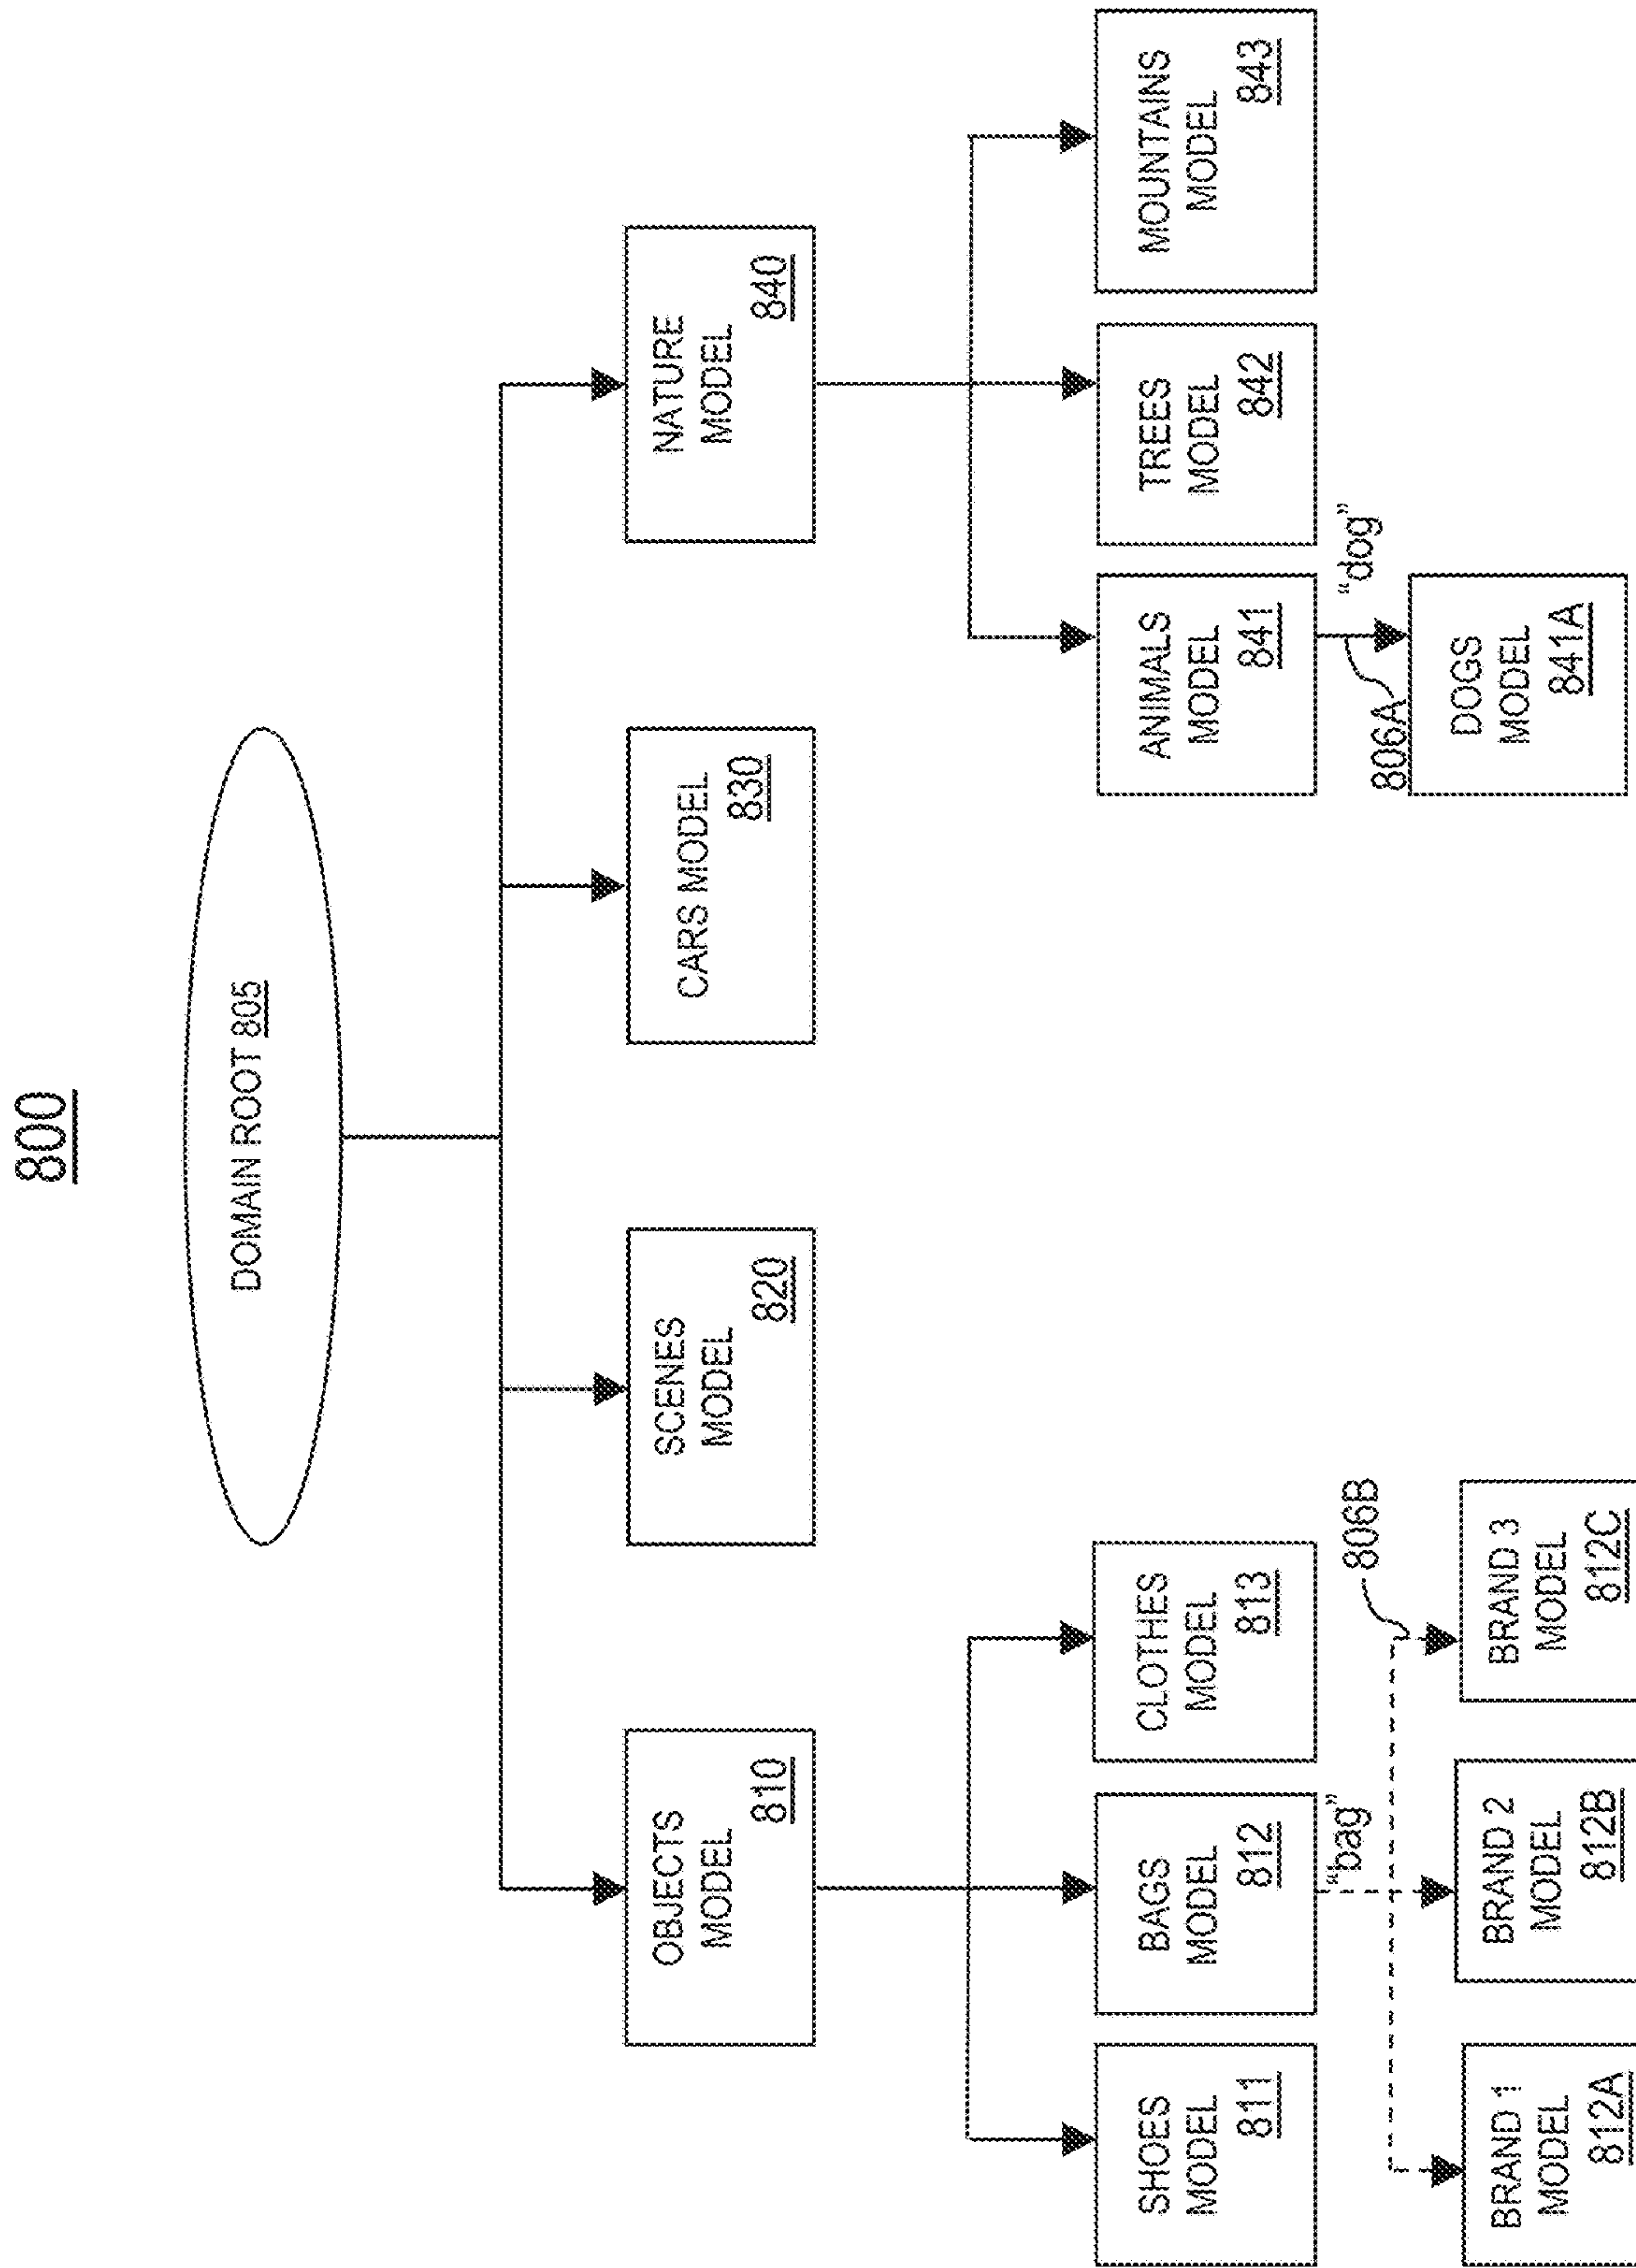 800
DOMAIN ROOT 805
OBJECTS
MODEL
810
SCENES
MODEL
820
CARS MODEL
830
NATURE
MODEL
840
SHOES
MODEL
811
BAGS
MODEL
812
CLOTHES
MODEL
813
ANIMALS
MODEL
841
TREES
MODEL
842
MOUNTAINS
MODEL
843
“bag”
806B
806A
“dog”
BRAND 1
MODEL
812A
BRAND 2
MODEL
812B
BRAND 3
MODEL
812C
DOGS
MODEL
841A